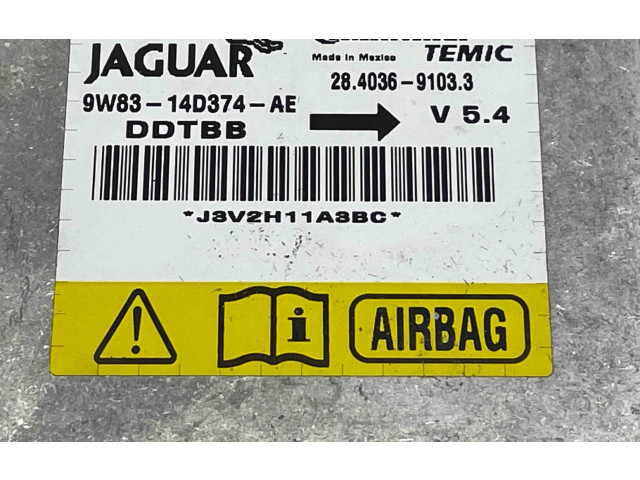 JAGUAR
Made in Mexico TEMIC
28.4036-9103.3
9W83-14D374-AE
DDTBB V 5.4
*J3V2H11A3BC*
i AIRBAG